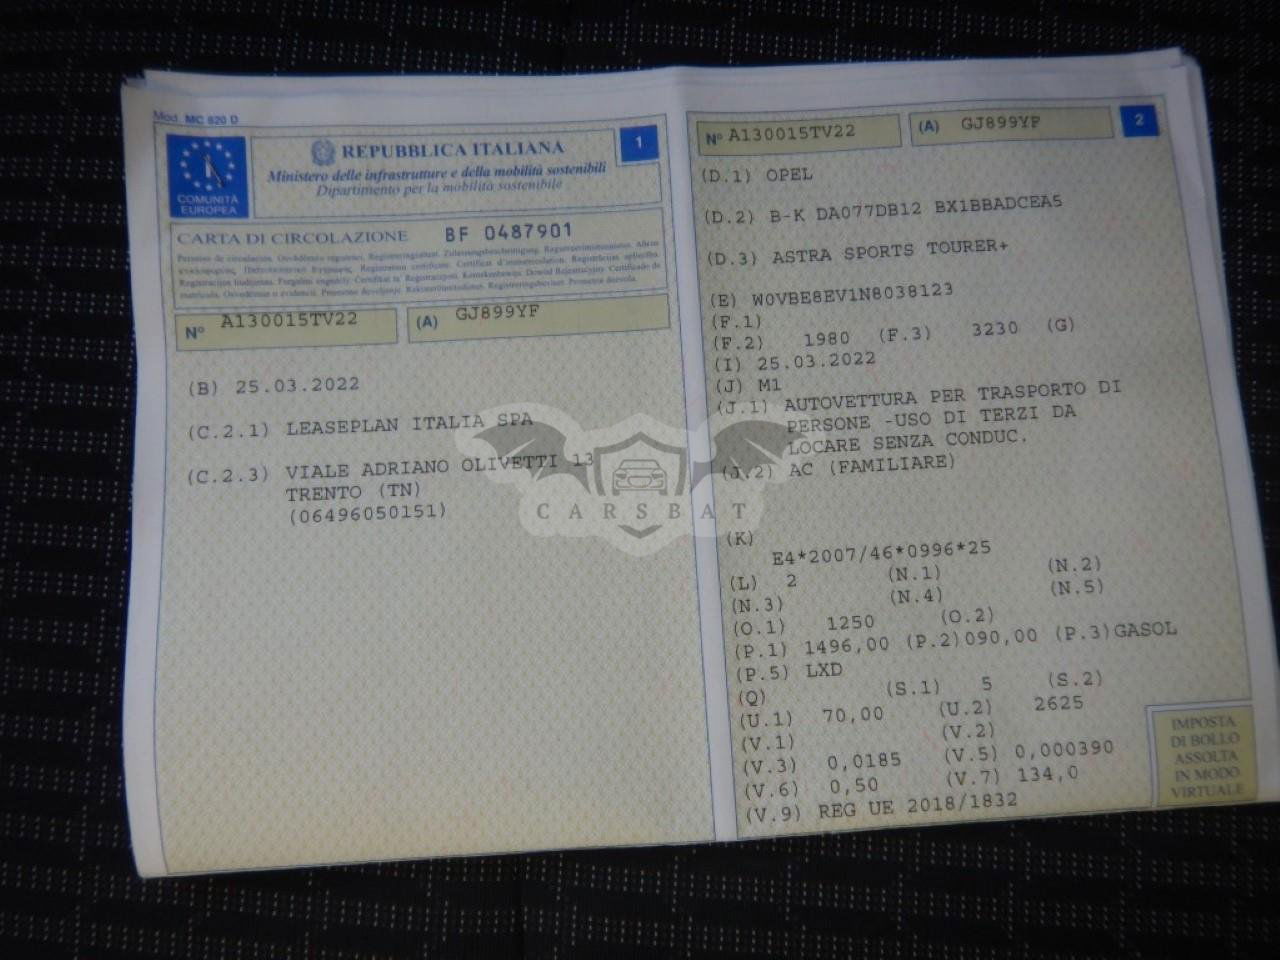 Mod. MC 820 D
COMUNITÀ
EUROPEA
REPUBBLICA ITALIANA
Ministero delle infrastrutture e della mobilità sostenibili
Dipartimento per la mobilità sostenibile
1
CARTA DI CIRCOLAZIONE BF 0487901
N° A130015TV22 (A) GJ899YF
(B) 25.03.2022
(C.2.1) LEASEPLAN ITALIA SPA
(C.2.3) VIALE ADRIANO OLIVETTI 13
TRENTO (TN)
(06496050151)
N° A130015TV22 (A) GJ899YF 2
(D.1) OPEL
(D.2) B-K DA077DB12 BX1BBADCEA5
(D.3) ASTRA SPORTS TOURER+
(E) W0VBE8EV1N8038123
(F.1)
(F.2) 1980 (F.3) 3230 (G)
(I) 25.03.2022
(J) M1
(J.1) AUTOVETTURA PER TRASPORTO DI
PERSONE -USO DI TERZI DA
LOCARE SENZA CONDUC.
(J.2) AC (FAMILIARE)
(K)
E4*2007/46*0996*25
(L) 2 (N.1) (N.2)
(N.3) (N.4) (N.5)
(O.1) 1250 (O.2)
(P.1) 1496,00 (P.2)090,00 (P.3)GASOL
(P.5) LXD
(Q) (S.1) 5 (S.2)
(U.1) 70,00 (U.2) 2625
(V.1) (V.2)
(V.3) 0,0185 (V.5) 0,000390
(V.6) 0,50 (V.7) 134,0
(V.9) REG UE 2018/1832
IMPOSTA
DI BOLLO
ASSOLTA
IN MODO
VIRTUALE
CARSBAT